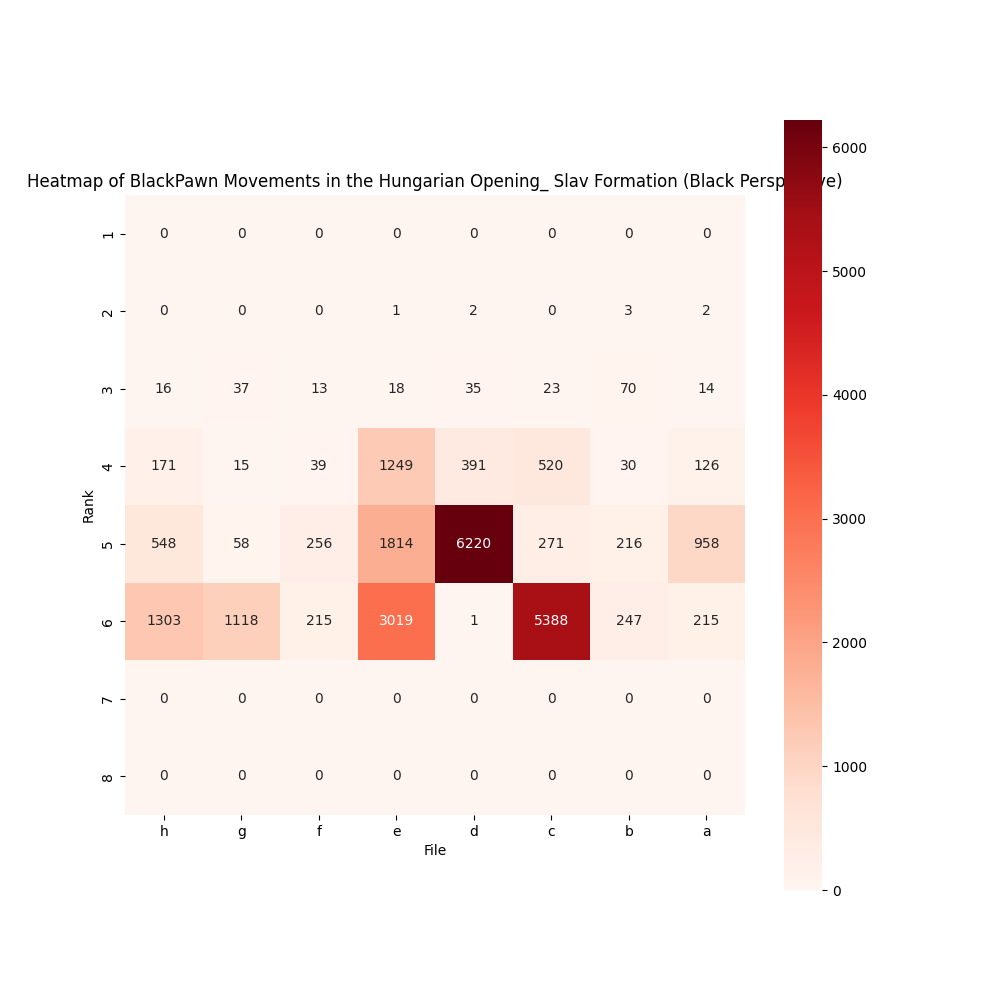 Heatmap of BlackPawn Movements in the Hungarian Opening_ Slav Formation (Black Perspective)
1 0 0 0 0 0 0 0 0
2 0 0 0 1 2 0 3 2
3 16 37 13 18 35 23 70 14
4 171 15 39 1249 391 520 30 126
Rank
5 548 58 256 1814 6220 271 216 958
6 1303 1118 215 3019 1 5388 247 215
7 0 0 0 0 0 0 0 0
8 0 0 0 0 0 0 0 0
h g f e d c b a
File
6000
5000
4000
3000
2000
1000
0